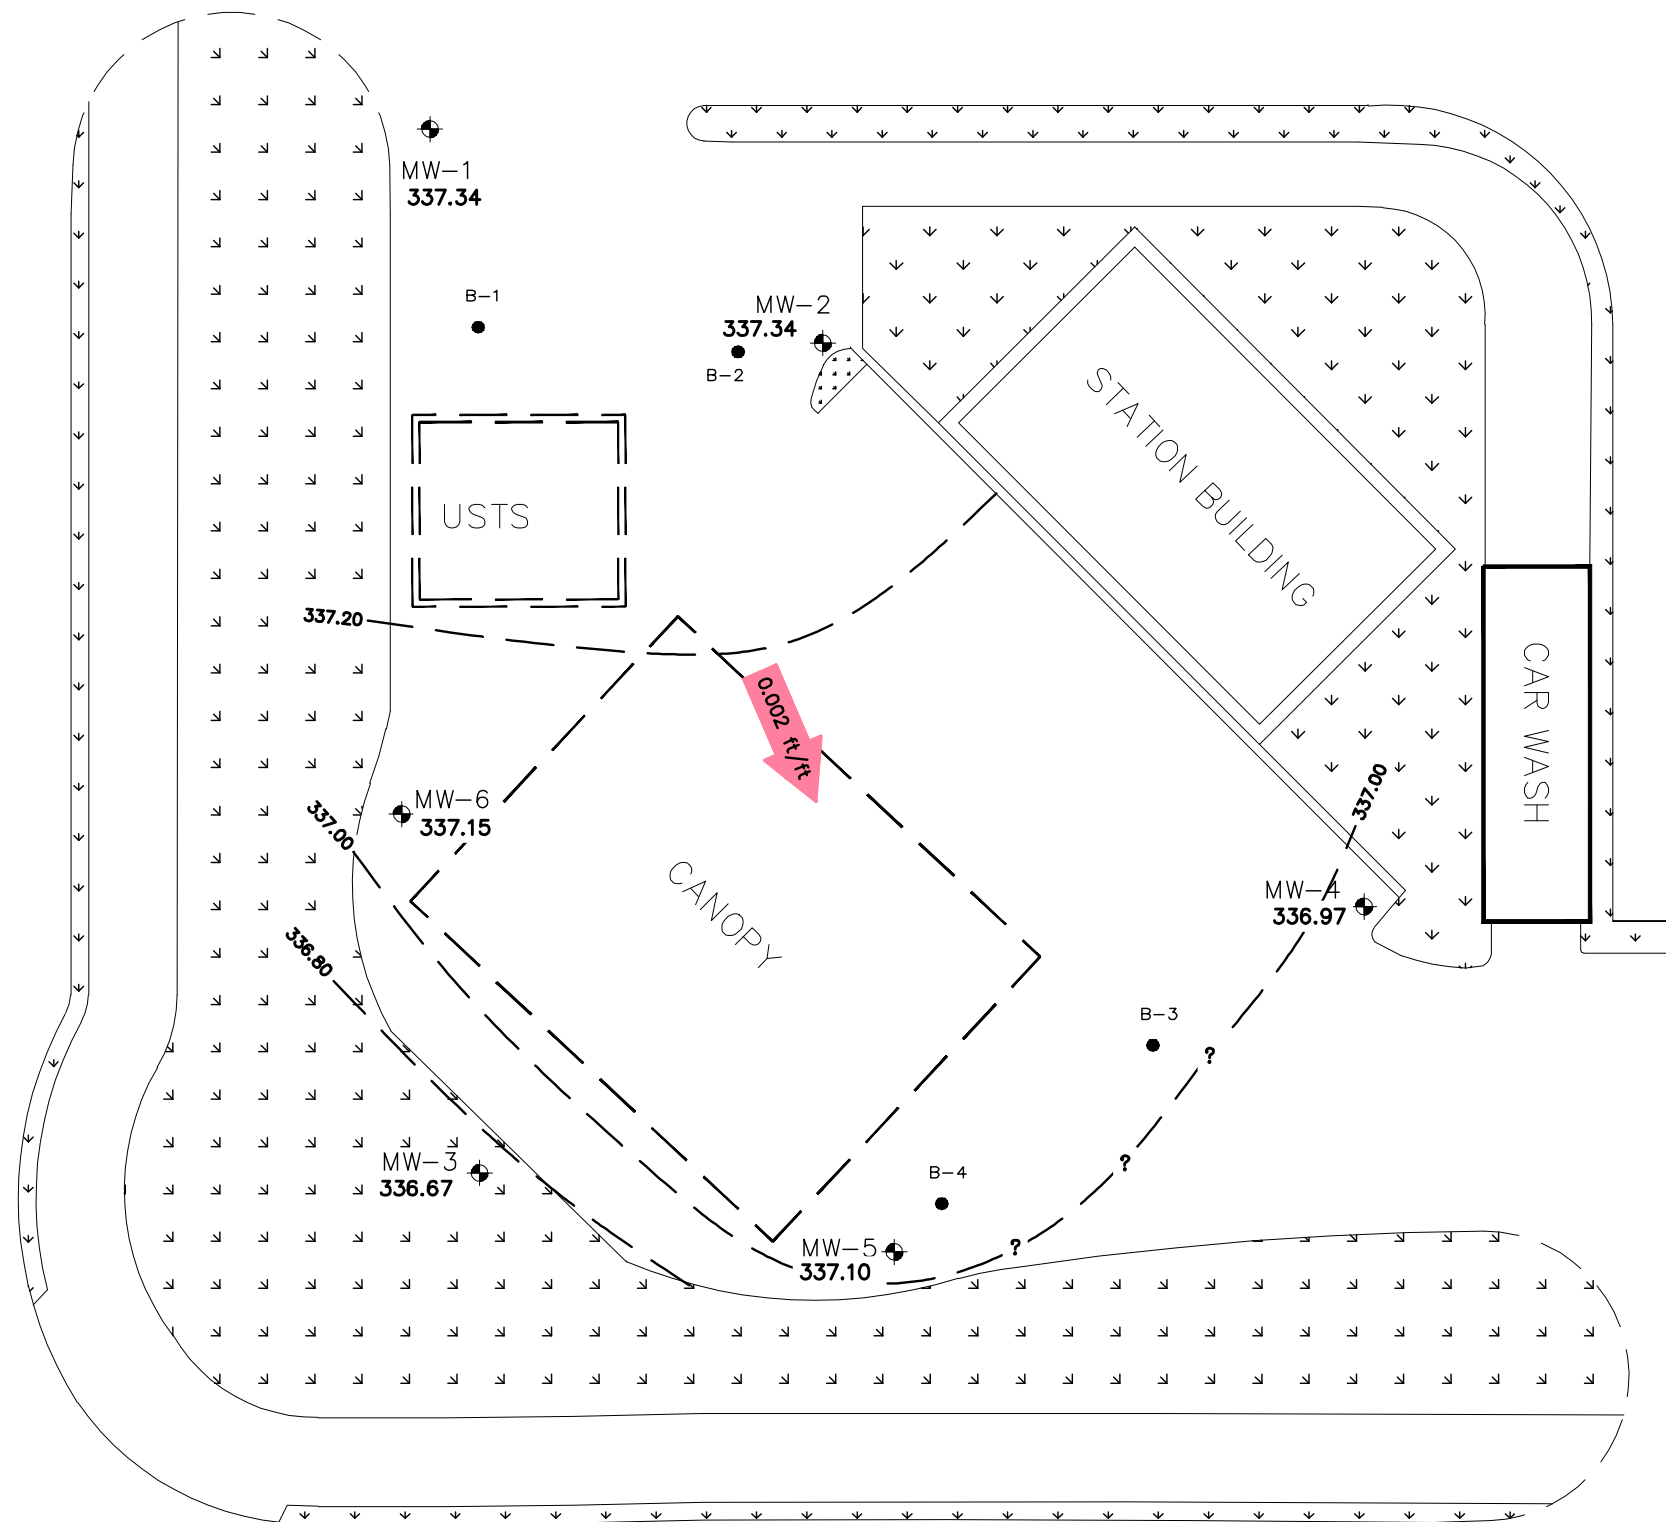 MW-1
337.34
B-1
MW-2
337.34
B-2
STATION BUILDING
USTS
337.20
0.002 ft/ft
CAR WASH
337.00
MW-6
337.15
337.00
CANOPY
MW-4
336.97
336.80
B-3
?
?
MW-3
336.67
B-4
MW-5
337.10
?